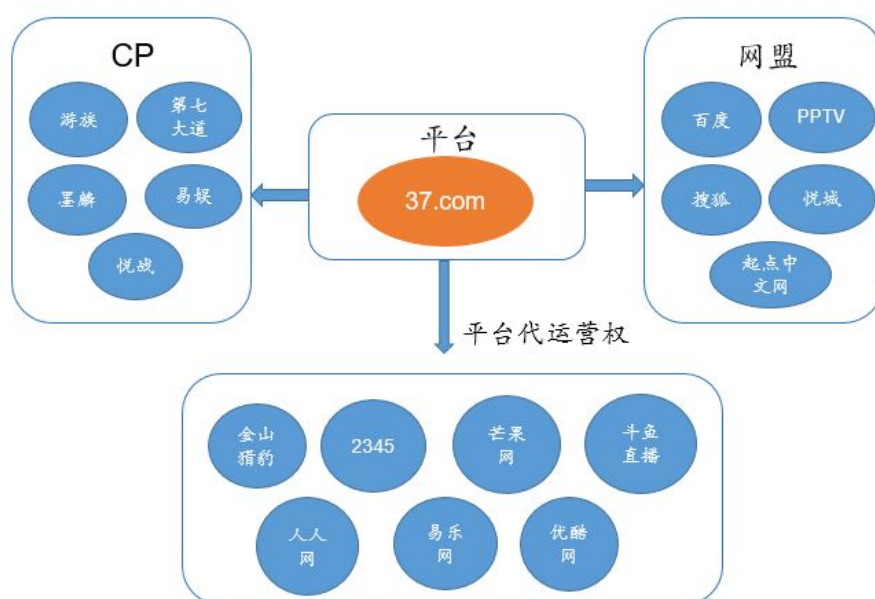 CP
游族
第七
大道
墨麟
易娱
悦战
平台
37.com
网盟
百度
PPTV
搜狐
悦城
起点中
文网
平台代运营权
金山
猎豹
2345
芒果
网
斗鱼
直播
人人
网
易乐
网
优酷
网